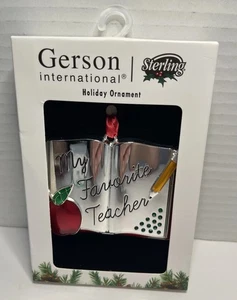 Gerson Sterling
international®
Holiday Ornament
My
Favorite
Teacher